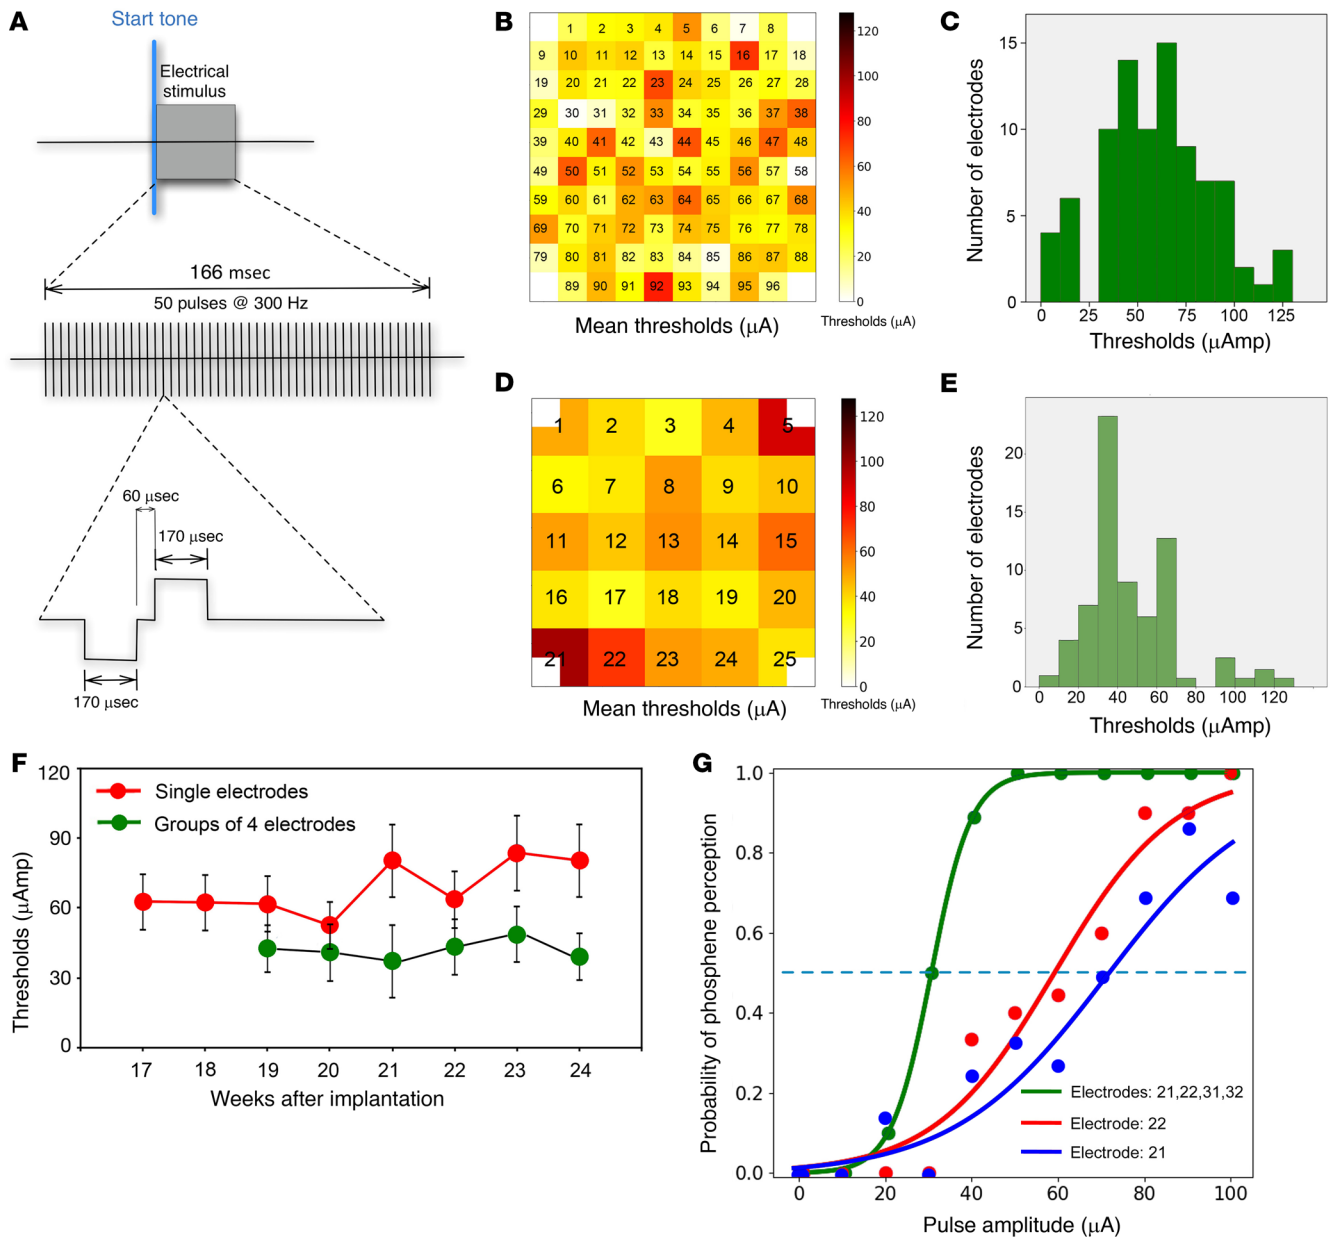 A
Start tone
Electrical
stimulus
166 msec
50 pulses @ 300 Hz
60 μsec
170 μsec
170 μsec
B
1 2 3 4 5 6 7 8
9 10 11 12 13 14 15 16 17 18
19 20 21 22 23 24 25 26 27 28
29 30 31 32 33 34 35 36 37 38
39 40 41 42 43 44 45 46 47 48
49 50 51 52 53 54 55 56 57 58
59 60 61 62 63 64 65 66 67 68
69 70 71 72 73 74 75 76 77 78
79 80 81 82 83 84 85 86 87 88
89 90 91 92 93 94 95 96
Mean thresholds (μA)
120
100
80
60
40
20
0
Thresholds (μA)
C
Number of electrodes
15
10
5
0
0 25 50 75 100 125
Thresholds (μAmp)
D
1 2 3 4 5
6 7 8 9 10
11 12 13 14 15
16 17 18 19 20
21 22 23 24 25
Mean thresholds (μA)
120
100
80
60
40
20
0
Thresholds (μA)
E
Number of electrodes
20
15
10
5
0
0 20 40 60 80 100 120
Thresholds (μAmp)
F
Thresholds (μAmp)
120
90
60
30
0
Single electrodes
Groups of 4 electrodes
17 18 19 20 21 22 23 24
Weeks after implantation
G
Probability of phosphene perception
1.0
0.8
0.6
0.4
0.2
0.0
Electrodes: 21,22,31,32
Electrode: 22
Electrode: 21
0 20 40 60 80 100
Pulse amplitude (μA)